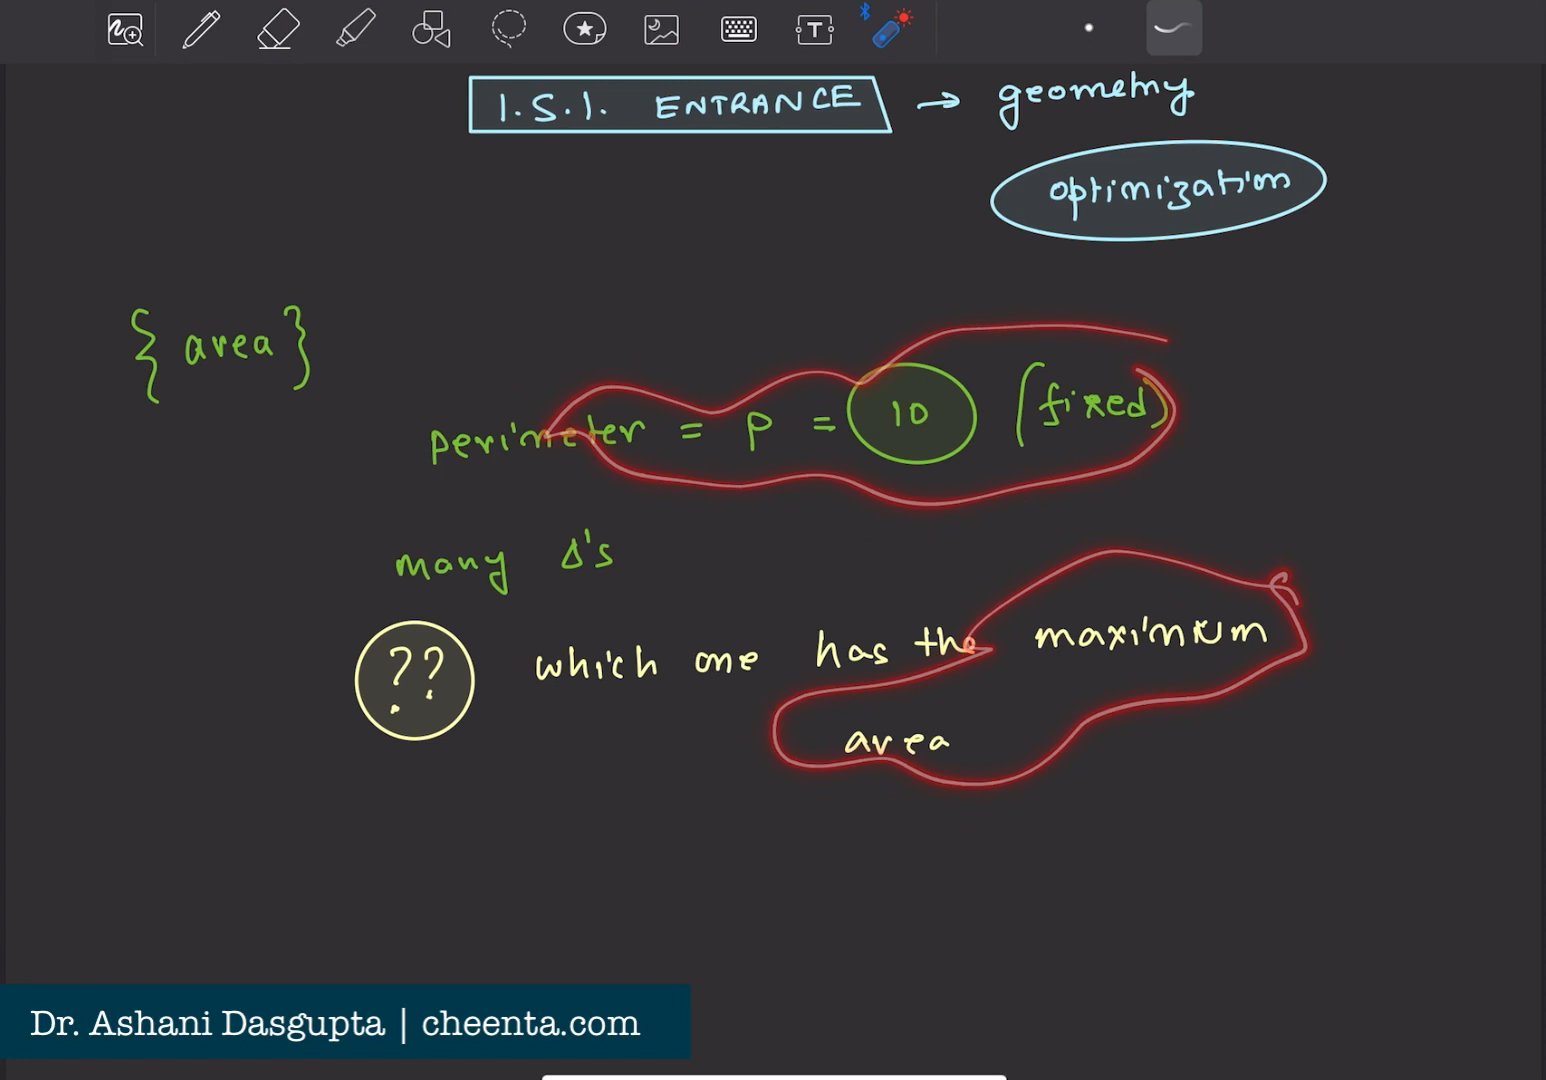 I.S.I. ENTRANCE → geometry
optimization
{ area }
perimeter = P = 10 (fixed)
many Δ's
?? which one has the maximum
area
Dr. Ashani Dasgupta | cheenta.com